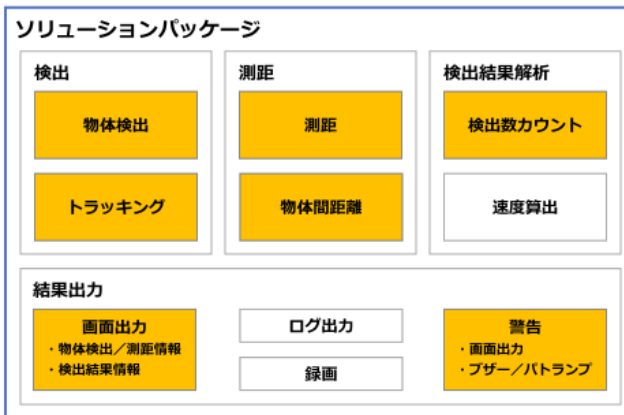 ソリューションパッケージ
検出
物体検出
トラッキング
測距
測距
物体間距離
検出結果解析
検出数カウント
速度算出
結果出力
画面出力
・物体検出／測距情報
・検出結果情報
ログ出力
録画
警告
・画面出力
・ブザー／パトランプ